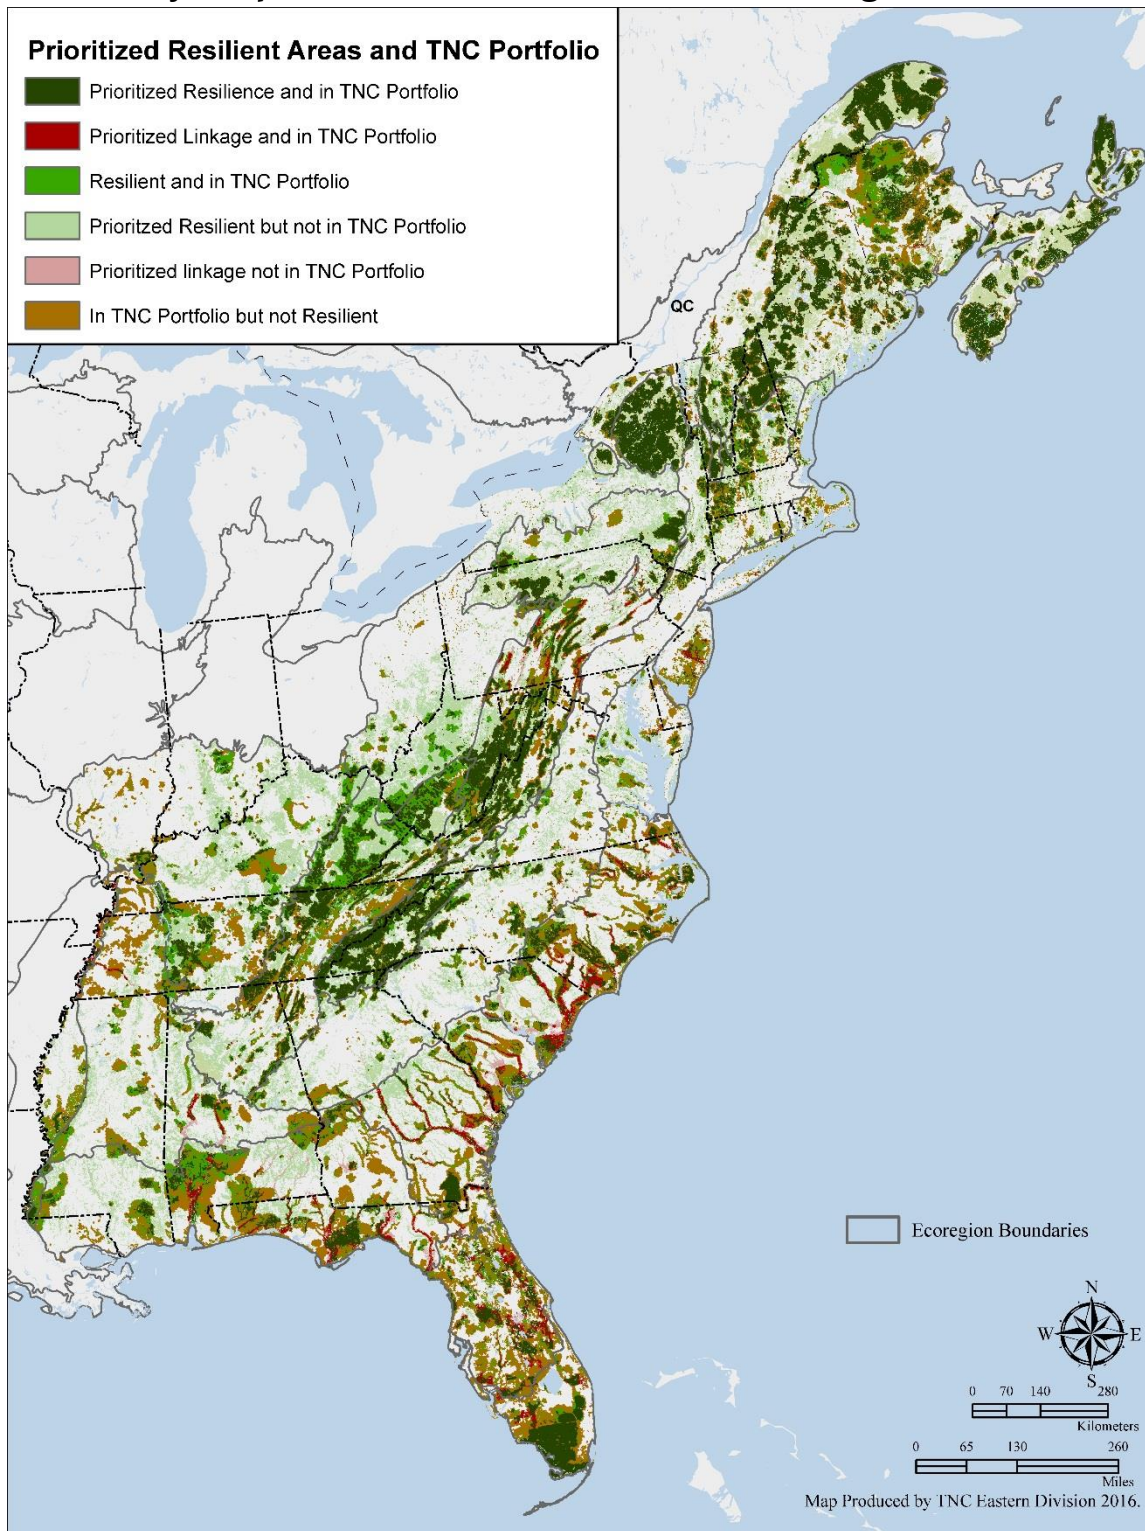 Prioritized Resilient Areas and TNC Portfolio
Prioritized Resilience and in TNC Portfolio
Prioritized Linkage and in TNC Portfolio
Resilient and in TNC Portfolio
Prioritzed Resilient but not in TNC Portfolio
Prioritized linkage not in TNC Portfolio
In TNC Portfolio but not Resilient
QC
Ecoregion Boundaries
N
W E
S
0 70 140 280
Kilometers
0 65 130 260
Miles
Map Produced by TNC Eastern Division 2016.